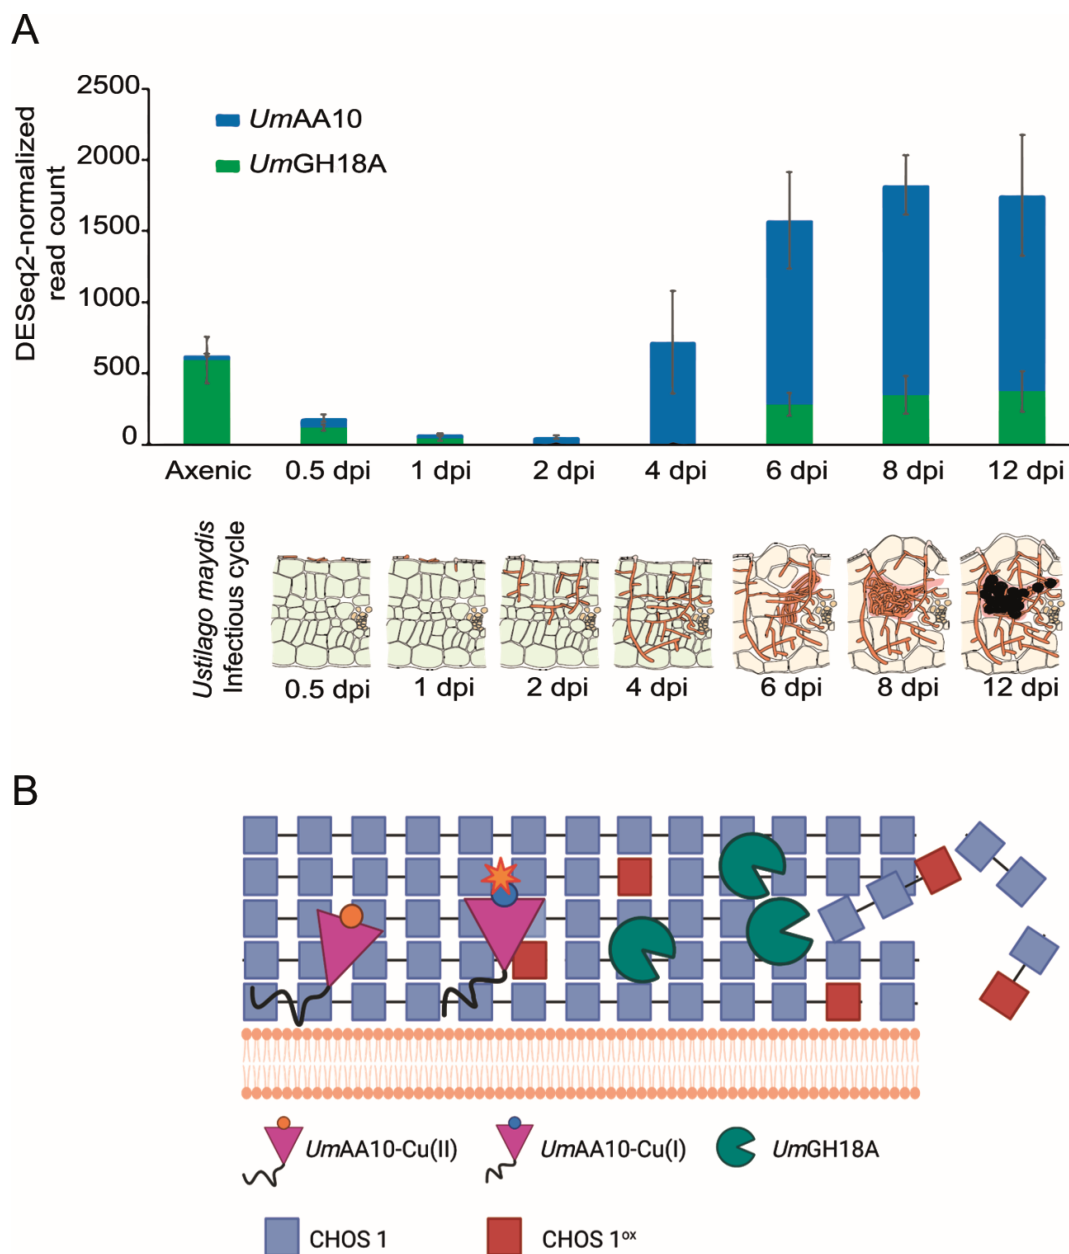 A
DESeq2-normalized
read count
2500
2000
1500
1000
500
0
UmAA10
UmGH18A
Axenic 0.5 dpi 1 dpi 2 dpi 4 dpi 6 dpi 8 dpi 12 dpi
Ustilago maydis
Infectious cycle
0.5 dpi 1 dpi 2 dpi 4 dpi 6 dpi 8 dpi 12 dpi
B
UmAA10-Cu(II) UmAA10-Cu(I) UmGH18A
CHOS 1 CHOS 1ᵒˣ